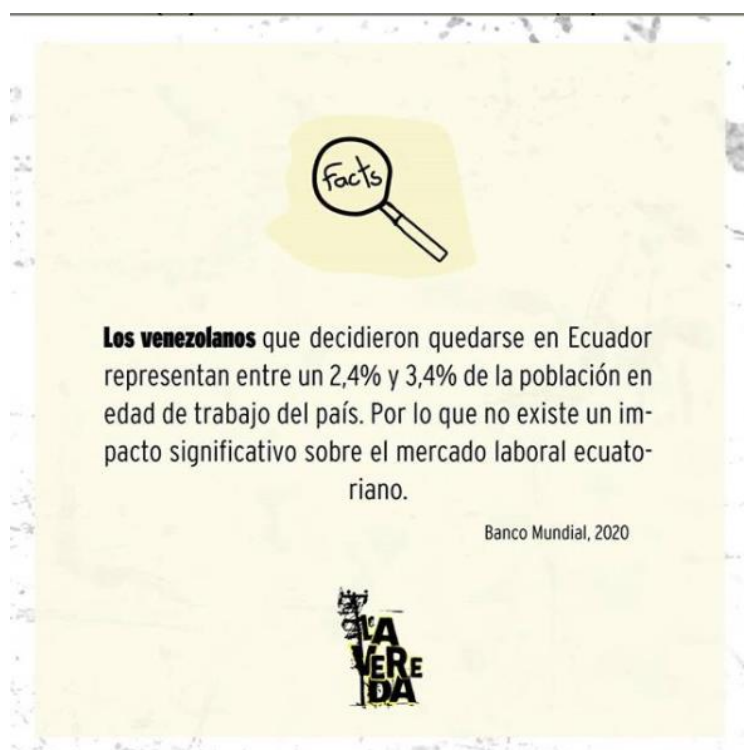 Facts
Los venezolanos que decidieron quedarse en Ecuador
representan entre un 2,4% y 3,4% de la población en
edad de trabajo del país. Por lo que no existe un im-
pacto significativo sobre el mercado laboral ecuato-
riano.
Banco Mundial, 2020
LA
VERE
DA